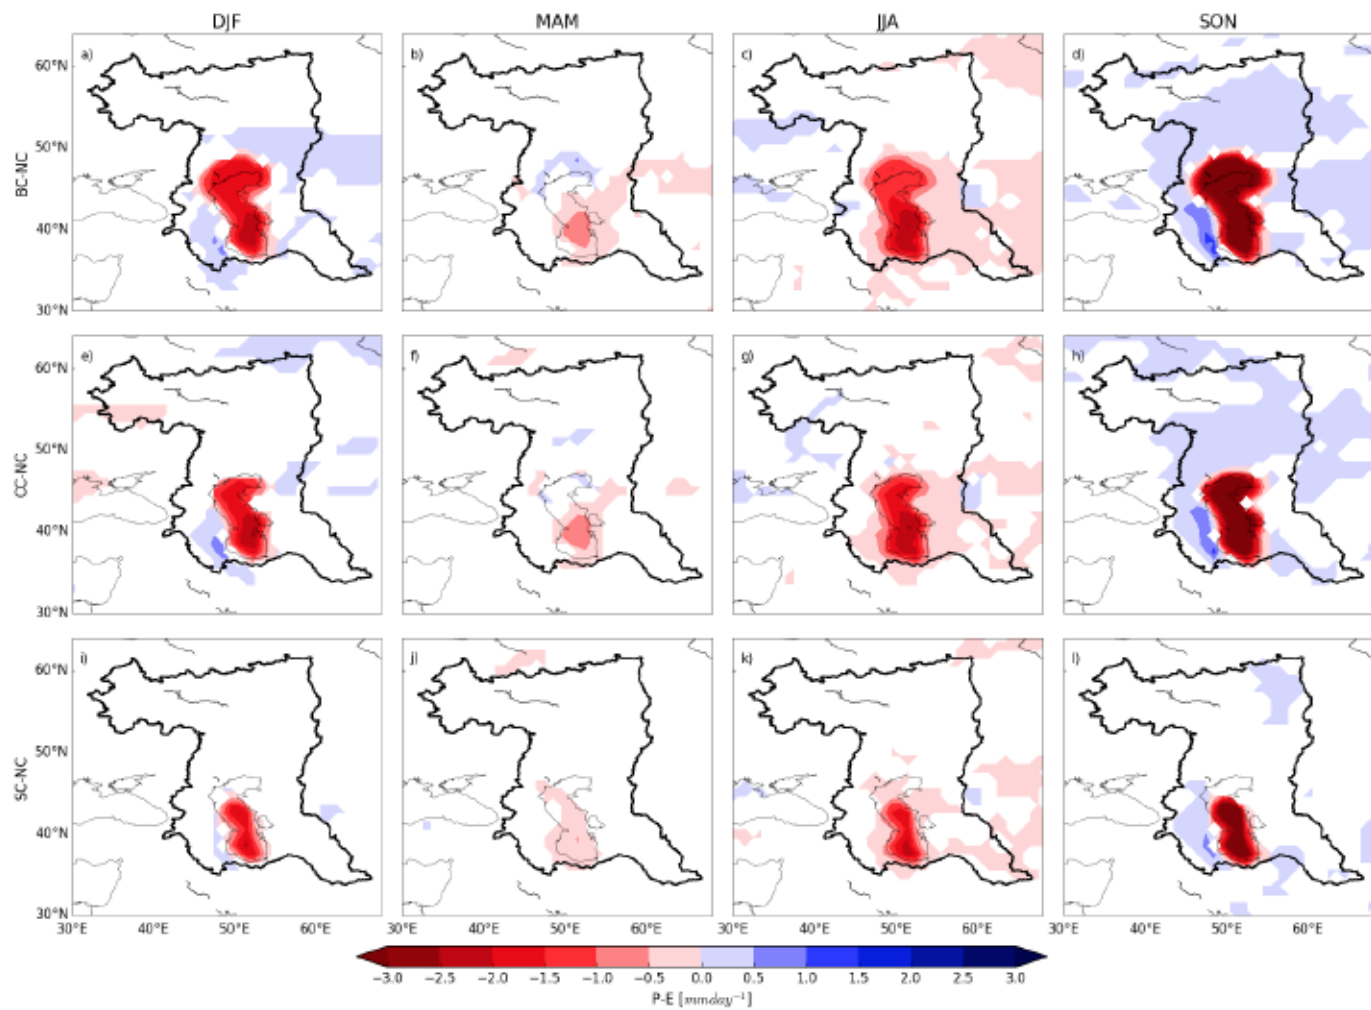 DJF MAM JJA SON
a) b) c) d)
60°N
50°N
BC-NC
40°N
30°N
e) f) g) h)
60°N
50°N
CC-NC
40°N
30°N
i) j) k) l)
60°N
50°N
SC-NC
40°N
30°N
30°E 40°E 50°E 60°E 30°E 40°E 50°E 60°E 30°E 40°E 50°E 60°E 30°E 40°E 50°E 60°E
−3.0 −2.5 −2.0 −1.5 −1.0 −0.5 0.0 0.5 1.0 1.5 2.0 2.5 3.0
P-E [mmday⁻¹]